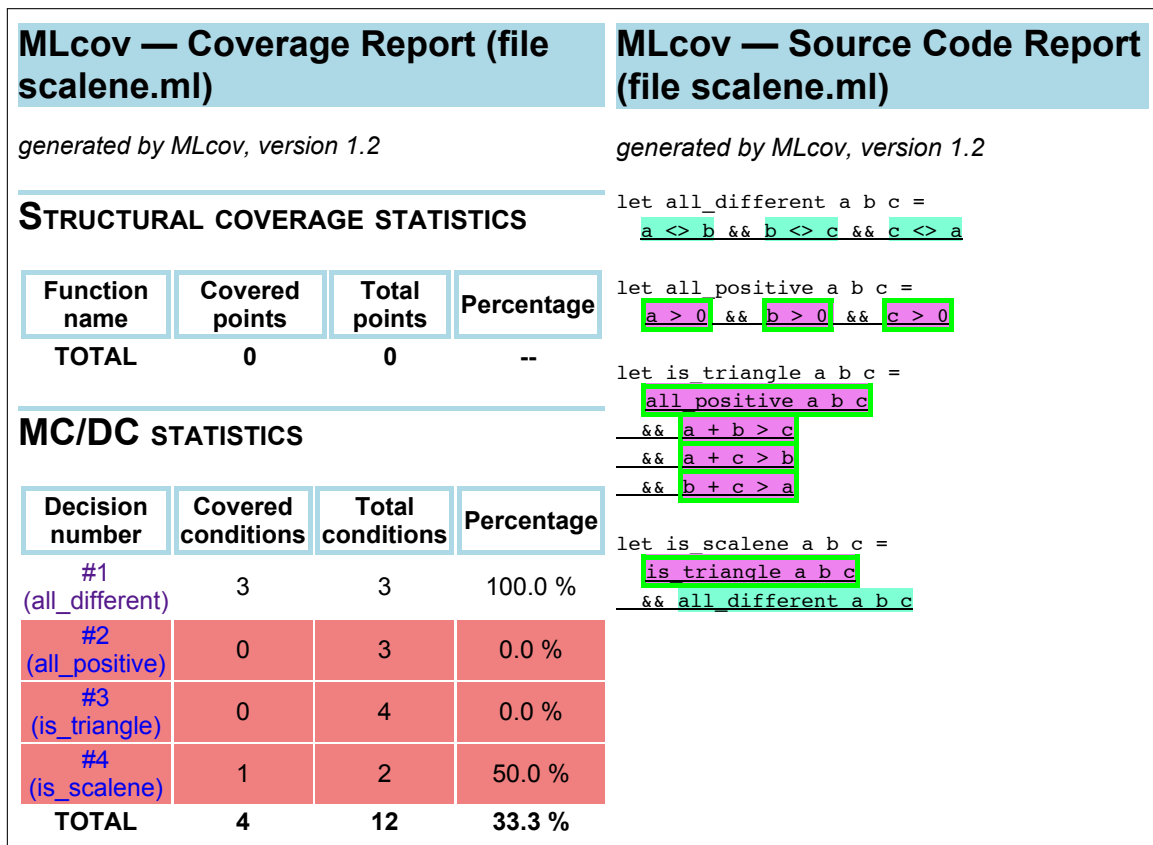 MLcov — Coverage Report (file
scalene.ml)
generated by MLcov, version 1.2
STRUCTURAL COVERAGE STATISTICS
Function name Covered points Total points Percentage
TOTAL 0 0 --
MC/DC STATISTICS
Decision number Covered conditions Total conditions Percentage
#1 (all_different) 3 3 100.0 %
#2 (all_positive) 0 3 0.0 %
#3 (is_triangle) 0 4 0.0 %
#4 (is_scalene) 1 2 50.0 %
TOTAL 4 12 33.3 %
MLcov — Source Code Report
(file scalene.ml)
generated by MLcov, version 1.2
let all_different a b c =
a <> b && b <> c && c <> a
let all_positive a b c =
a > 0 && b > 0 && c > 0
let is_triangle a b c =
all_positive a b c
&& a + b > c
&& a + c > b
&& b + c > a
let is_scalene a b c =
is_triangle a b c
&& all_different a b c